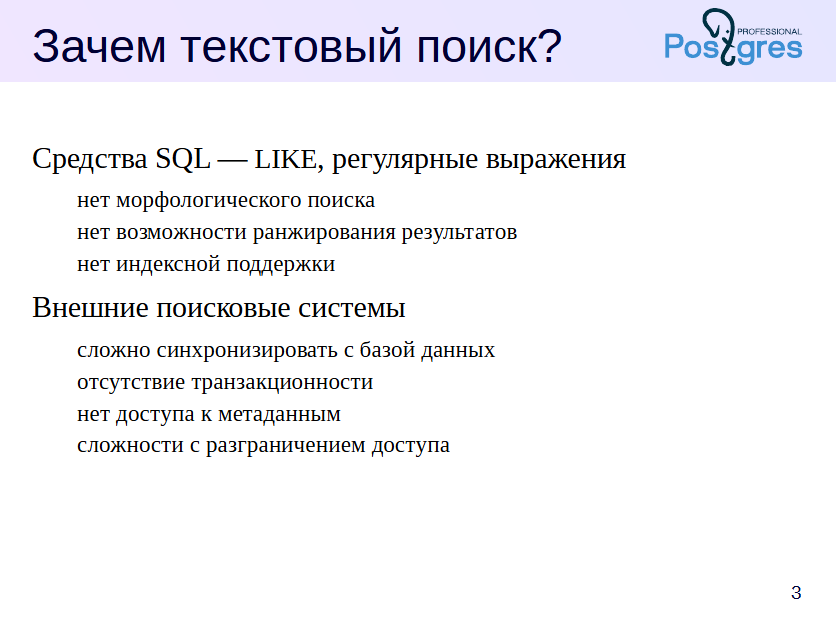 Зачем текстовый поиск?
PROFESSIONAL
Postgres
Средства SQL — LIKE, регулярные выражения
нет морфологического поиска
нет возможности ранжирования результатов
нет индексной поддержки
Внешние поисковые системы
сложно синхронизировать с базой данных
отсутствие транзакционности
нет доступа к метаданным
сложности с разграничением доступа
3